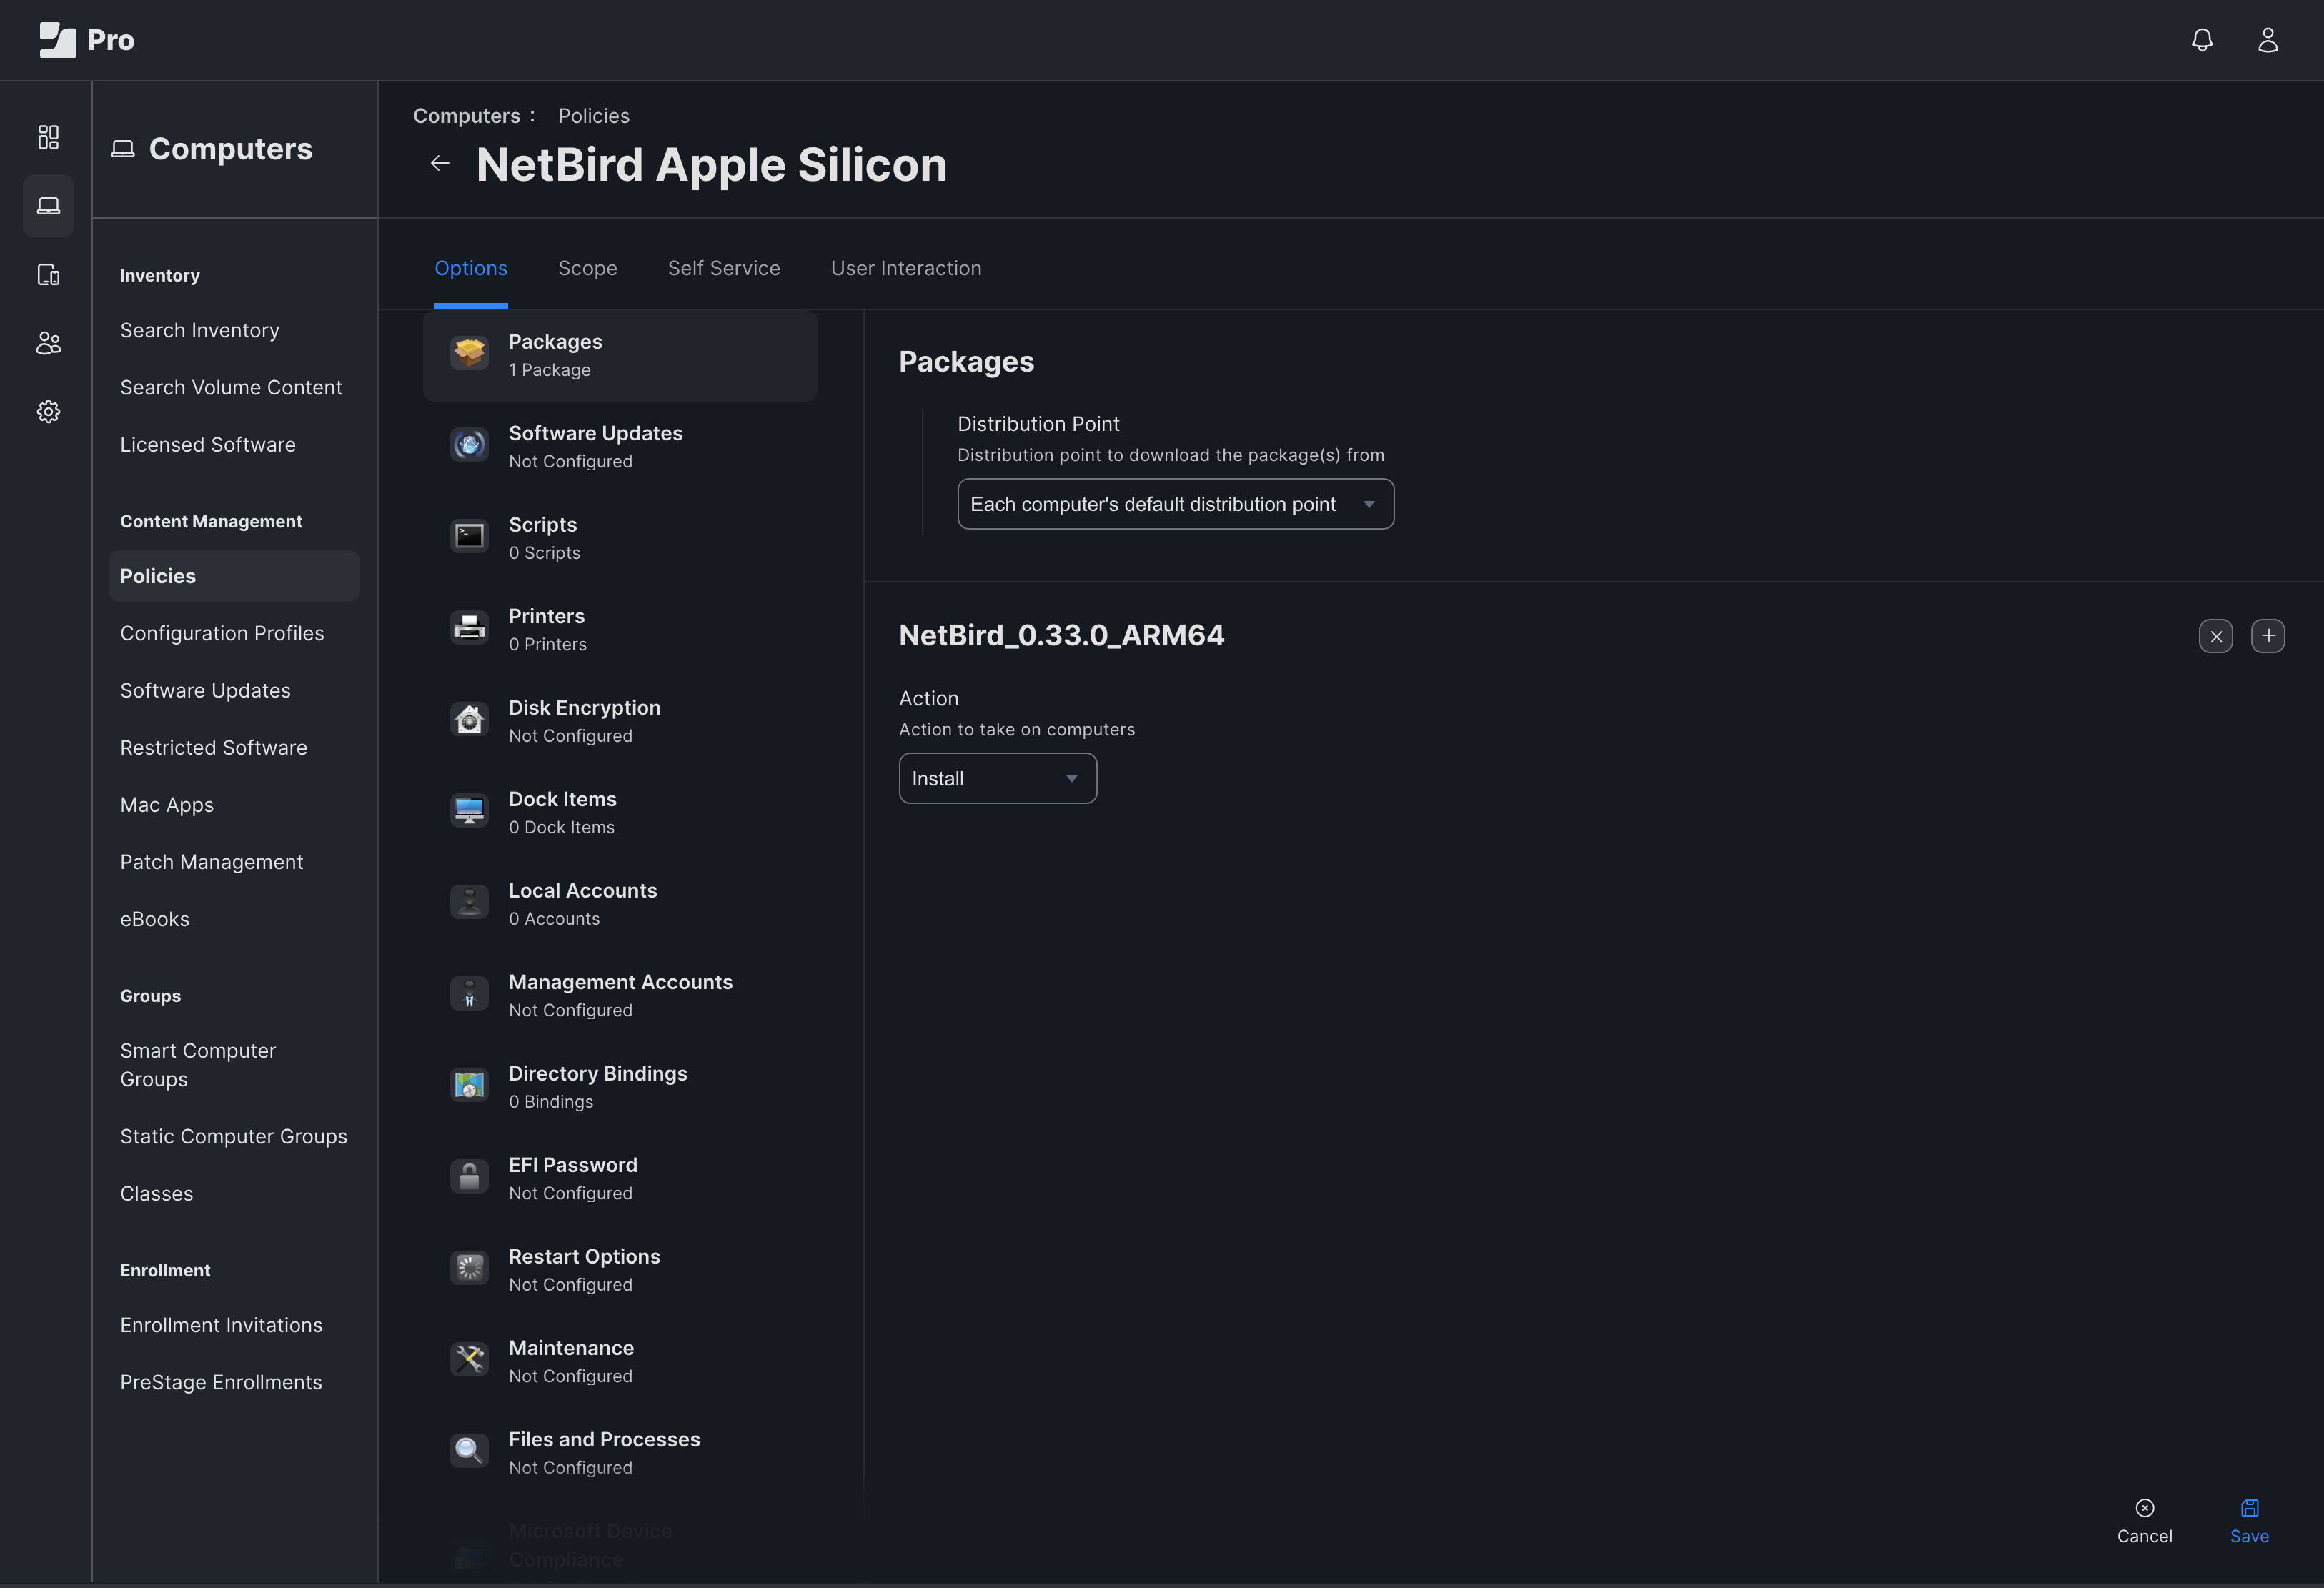 Pro
Computers
Inventory
Search Inventory
Search Volume Content
Licensed Software
Content Management
Policies
Configuration Profiles
Software Updates
Restricted Software
Mac Apps
Patch Management
eBooks
Groups
Smart Computer
Groups
Static Computer Groups
Classes
Enrollment
Enrollment Invitations
PreStage Enrollments
Computers : Policies
NetBird Apple Silicon
Options Scope Self Service User Interaction
Packages
1 Package
Software Updates
Not Configured
Scripts
0 Scripts
Printers
0 Printers
Disk Encryption
Not Configured
Dock Items
0 Dock Items
Local Accounts
0 Accounts
Management Accounts
Not Configured
Directory Bindings
0 Bindings
EFI Password
Not Configured
Restart Options
Not Configured
Maintenance
Not Configured
Files and Processes
Not Configured
Microsoft Device
Compliance
Packages
Distribution Point
Distribution point to download the package(s) from
Each computer's default distribution point
NetBird_0.33.0_ARM64
Action
Action to take on computers
Install
Cancel
Save